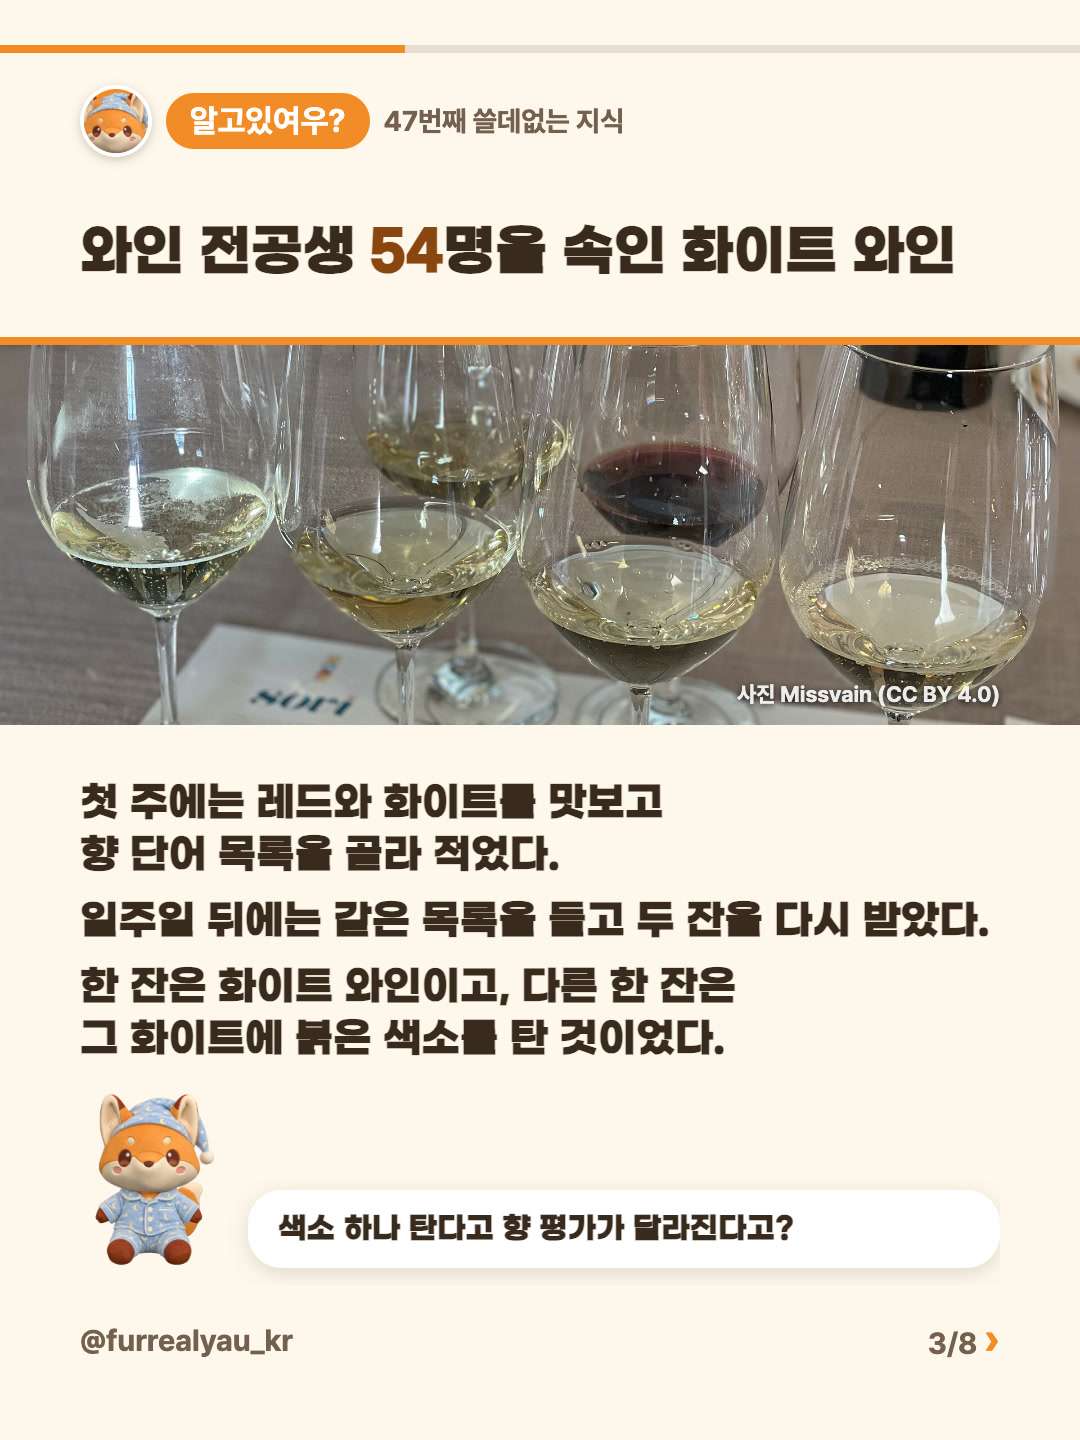 알고있여우?
47번째 쓸데없는 지식
와인 전공생 54명을 속인 화이트 와인
sori
사진 Missvain (CC BY 4.0)
첫 주에는 레드와 화이트를 맛보고
향 단어 목록을 골라 적었다.
일주일 뒤에는 같은 목록을 들고 두 잔을 다시 받았다.
한 잔은 화이트 와인이고, 다른 한 잔은
그 화이트에 붉은 색소를 탄 것이었다.
색소 하나 탄다고 향 평가가 달라진다고?
@furrealyau_kr
3/8 ›